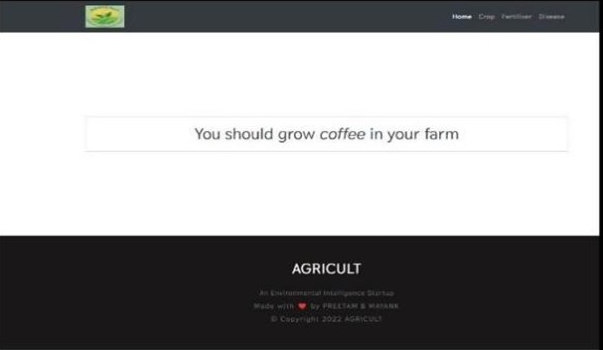 Home Crop Fertilizer Disease
You should grow coffee in your farm
AGRICULT
An Environmental Intelligence Startup
Made with ❤ by PREETAM & MAYANK
© Copyright 2022 AGRICULT